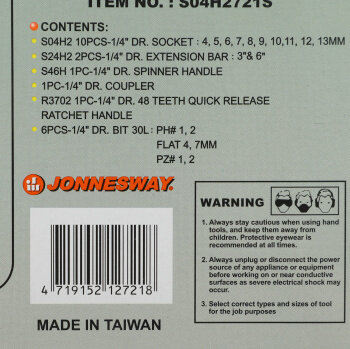 ITEM NO. : S04H2721S
CONTENTS:
S04H2 10PCS-1/4" DR. SOCKET : 4, 5, 6, 7, 8, 9, 10,11, 12, 13MM
S24H2 2PCS-1/4" DR. EXTENSION BAR : 3"& 6"
S46H 1PC-1/4" DR. SPINNER HANDLE
1PC-1/4" DR. COUPLER
R3702 1PC-1/4" DR. 48 TEETH QUICK RELEASE
RATCHET HANDLE
6PCS-1/4" DR. BIT 30L : PH# 1, 2
FLAT 4, 7MM
PZ# 1, 2
JONNESWAY
WARNING
1. Always stay cautious when using hand
tools, and keep them away from
children. Protective eyewear is
recommended at all times.
2. Always unplug or disconnect the power
source of any appliance or equipment
before working on or near conductive
surfaces as severe electrical shock may
occur.
3. Select correct types and sizes of tool
for the job purposes
4 719152 127218
MADE IN TAIWAN